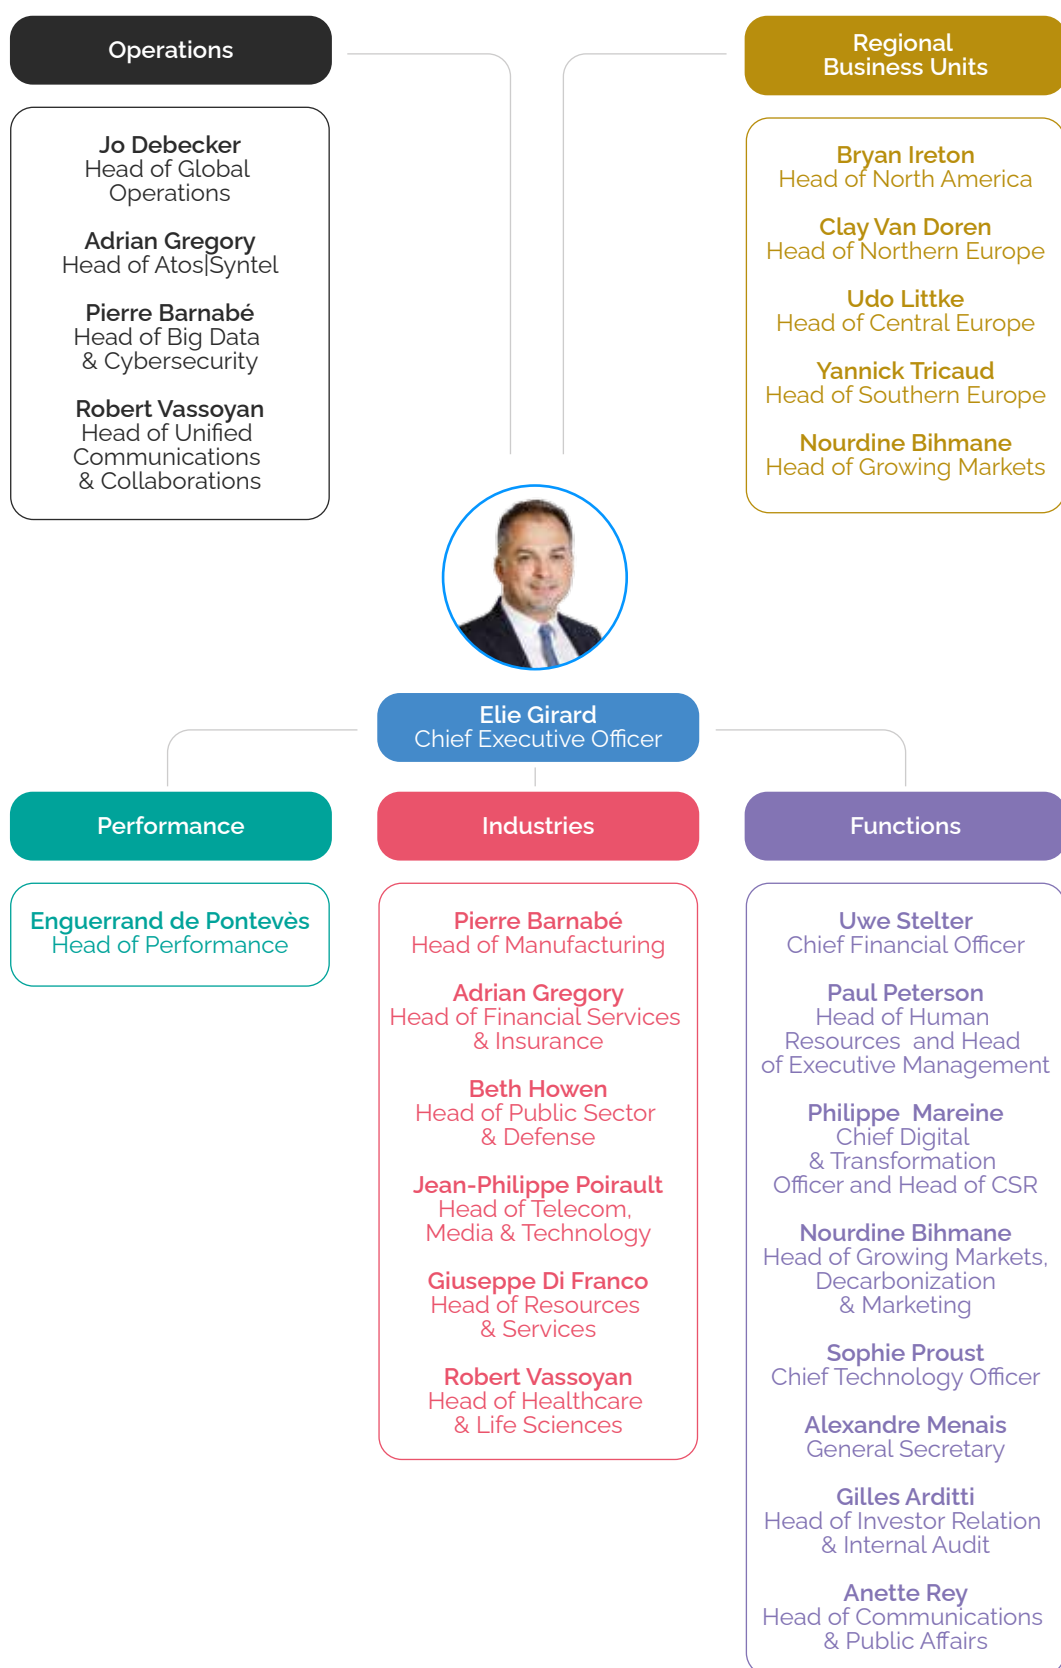 Operations
Jo Debecker
Head of Global
Operations
Adrian Gregory
Head of Atos|Syntel
Pierre Barnabé
Head of Big Data
& Cybersecurity
Robert Vassoyan
Head of Unified
Communications
& Collaborations
Regional
Business Units
Bryan Ireton
Head of North America
Clay Van Doren
Head of Northern Europe
Udo Littke
Head of Central Europe
Yannick Tricaud
Head of Southern Europe
Nourdine Bihmane
Head of Growing Markets
Elie Girard
Chief Executive Officer
Performance
Enguerrand de Pontevès
Head of Performance
Industries
Pierre Barnabé
Head of Manufacturing
Adrian Gregory
Head of Financial Services
& Insurance
Beth Howen
Head of Public Sector
& Defense
Jean-Philippe Poirault
Head of Telecom,
Media & Technology
Giuseppe Di Franco
Head of Resources
& Services
Robert Vassoyan
Head of Healthcare
& Life Sciences
Functions
Uwe Stelter
Chief Financial Officer
Paul Peterson
Head of Human
Resources and Head
of Executive Management
Philippe Mareine
Chief Digital
& Transformation
Officer and Head of CSR
Nourdine Bihmane
Head of Growing Markets,
Decarbonization
& Marketing
Sophie Proust
Chief Technology Officer
Alexandre Menais
General Secretary
Gilles Arditti
Head of Investor Relation
& Internal Audit
Anette Rey
Head of Communications
& Public Affairs